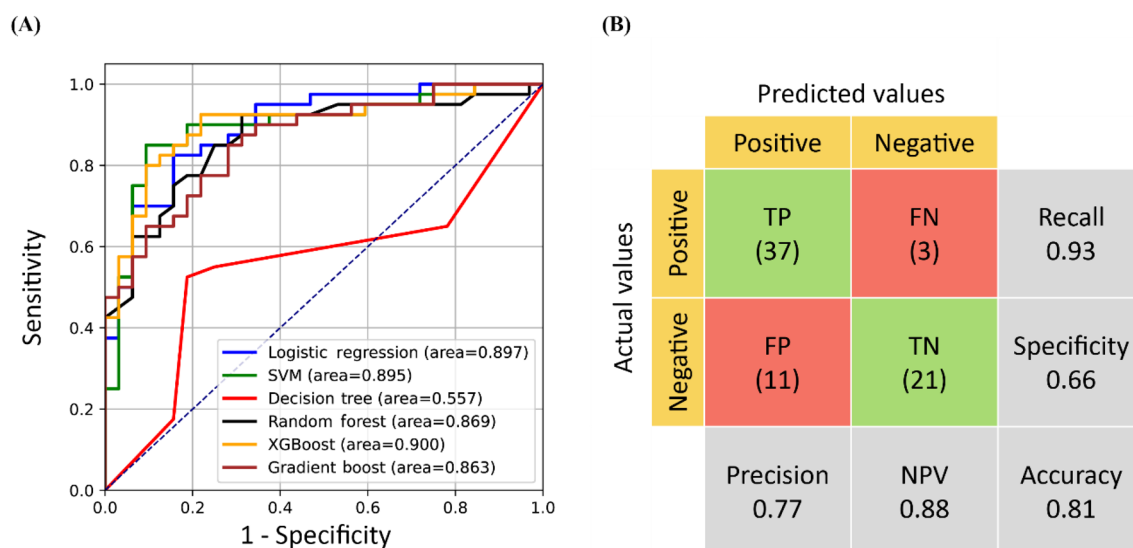 (A)
1.0
0.8
0.6
0.4
0.2
0.0
Sensitivity
Logistic regression (area=0.897)
SVM (area=0.895)
Decision tree (area=0.557)
Random forest (area=0.869)
XGBoost (area=0.900)
Gradient boost (area=0.863)
0.0
0.2
0.4
0.6
0.8
1.0
1 - Specificity
(B)
Predicted values
Positive
Negative
Actual values
Positive
TP
(37)
FN
(3)
Recall
0.93
Negative
FP
(11)
TN
(21)
Specificity
0.66
Precision
0.77
NPV
0.88
Accuracy
0.81